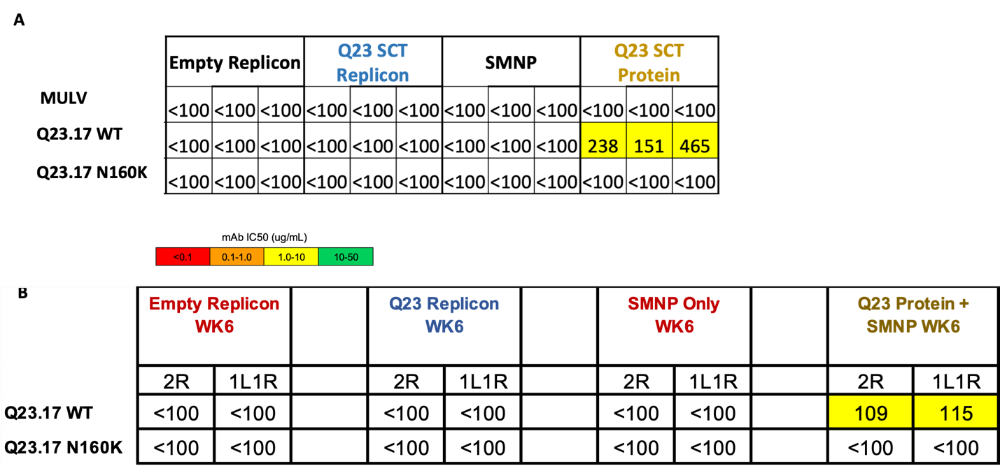 A
Empty Replicon
Q23 SCT
Replicon
SMNP
Q23 SCT
Protein
MULV
<100 <100 <100 <100 <100 <100 <100 <100 <100 <100 <100 <100
Q23.17 WT
<100 <100 <100 <100 <100 <100 <100 <100 <100 238 151 465
Q23.17 N160K
<100 <100 <100 <100 <100 <100 <100 <100 <100 <100 <100 <100
mAb IC50 (ug/mL)
<0.1 0.1-1.0 1.0-10 10-50
B
Empty Replicon
WK6
Q23 Replicon
WK6
SMNP Only
WK6
Q23 Protein +
SMNP WK6
2R 1L1R 2R 1L1R 2R 1L1R 2R 1L1R
Q23.17 WT <100 <100 <100 <100 <100 <100 109 115
Q23.17 N160K <100 <100 <100 <100 <100 <100 <100 <100